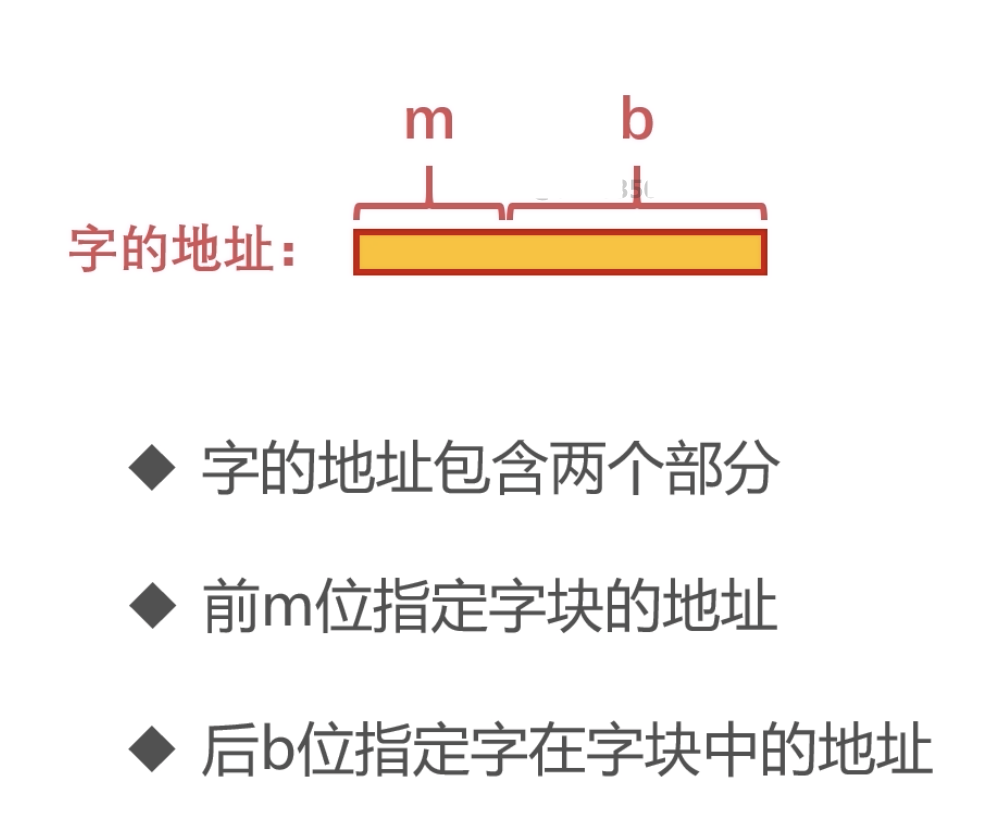 m b
字的地址：
◆ 字的地址包含两个部分
◆ 前m位指定字块的地址
◆ 后b位指定字在字块中的地址